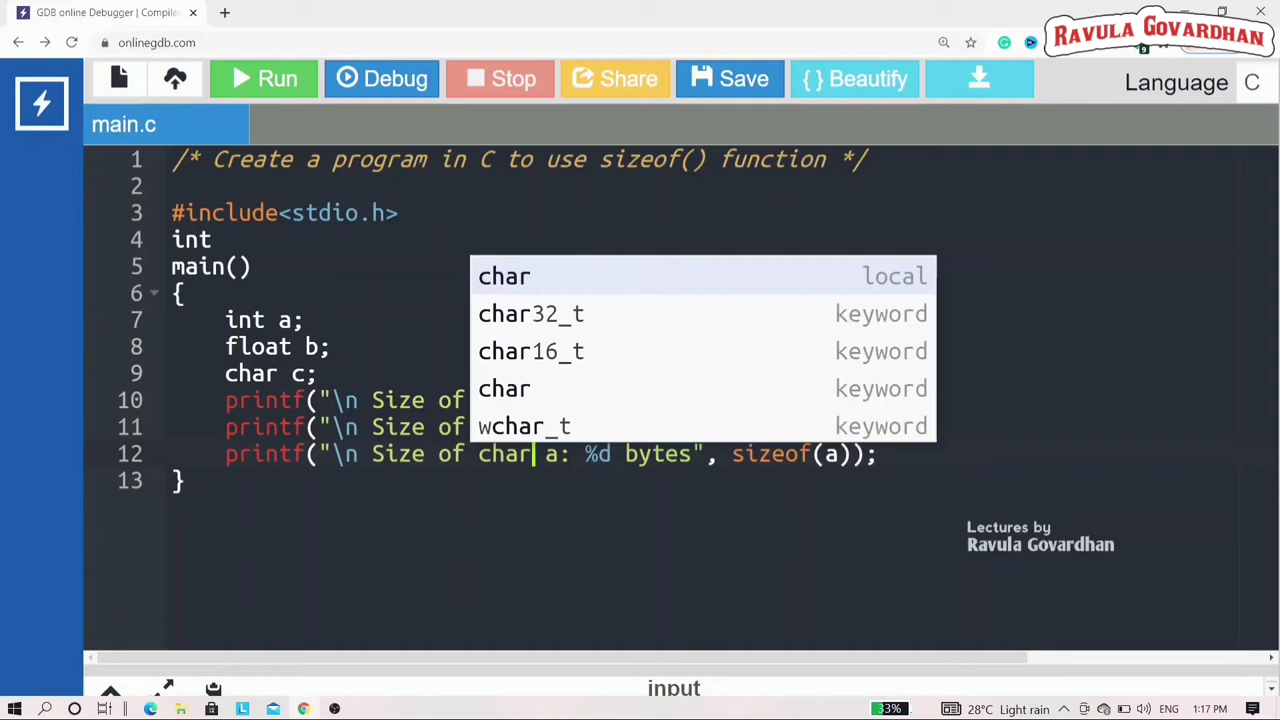 GDB online Debugger | Compiler
RAVULA GOVARDHAN
onlinegdb.com
Run Debug Stop Share Save { } Beautify Language C
main.c
1 /* Create a program in C to use sizeof() function */
2
3 #include<stdio.h>
4 int
5 main()
6 {
7 int a;
8 float b;
9 char c;
10 printf("\n Size of
11 printf("\n Size of
12 printf("\n Size of char a: %d bytes", sizeof(a));
13 }
char local
char32_t keyword
char16_t keyword
char keyword
wchar_t keyword
Lectures by
Ravula Govardhan
input
33% 28°C Light rain ENG 1:17 PM